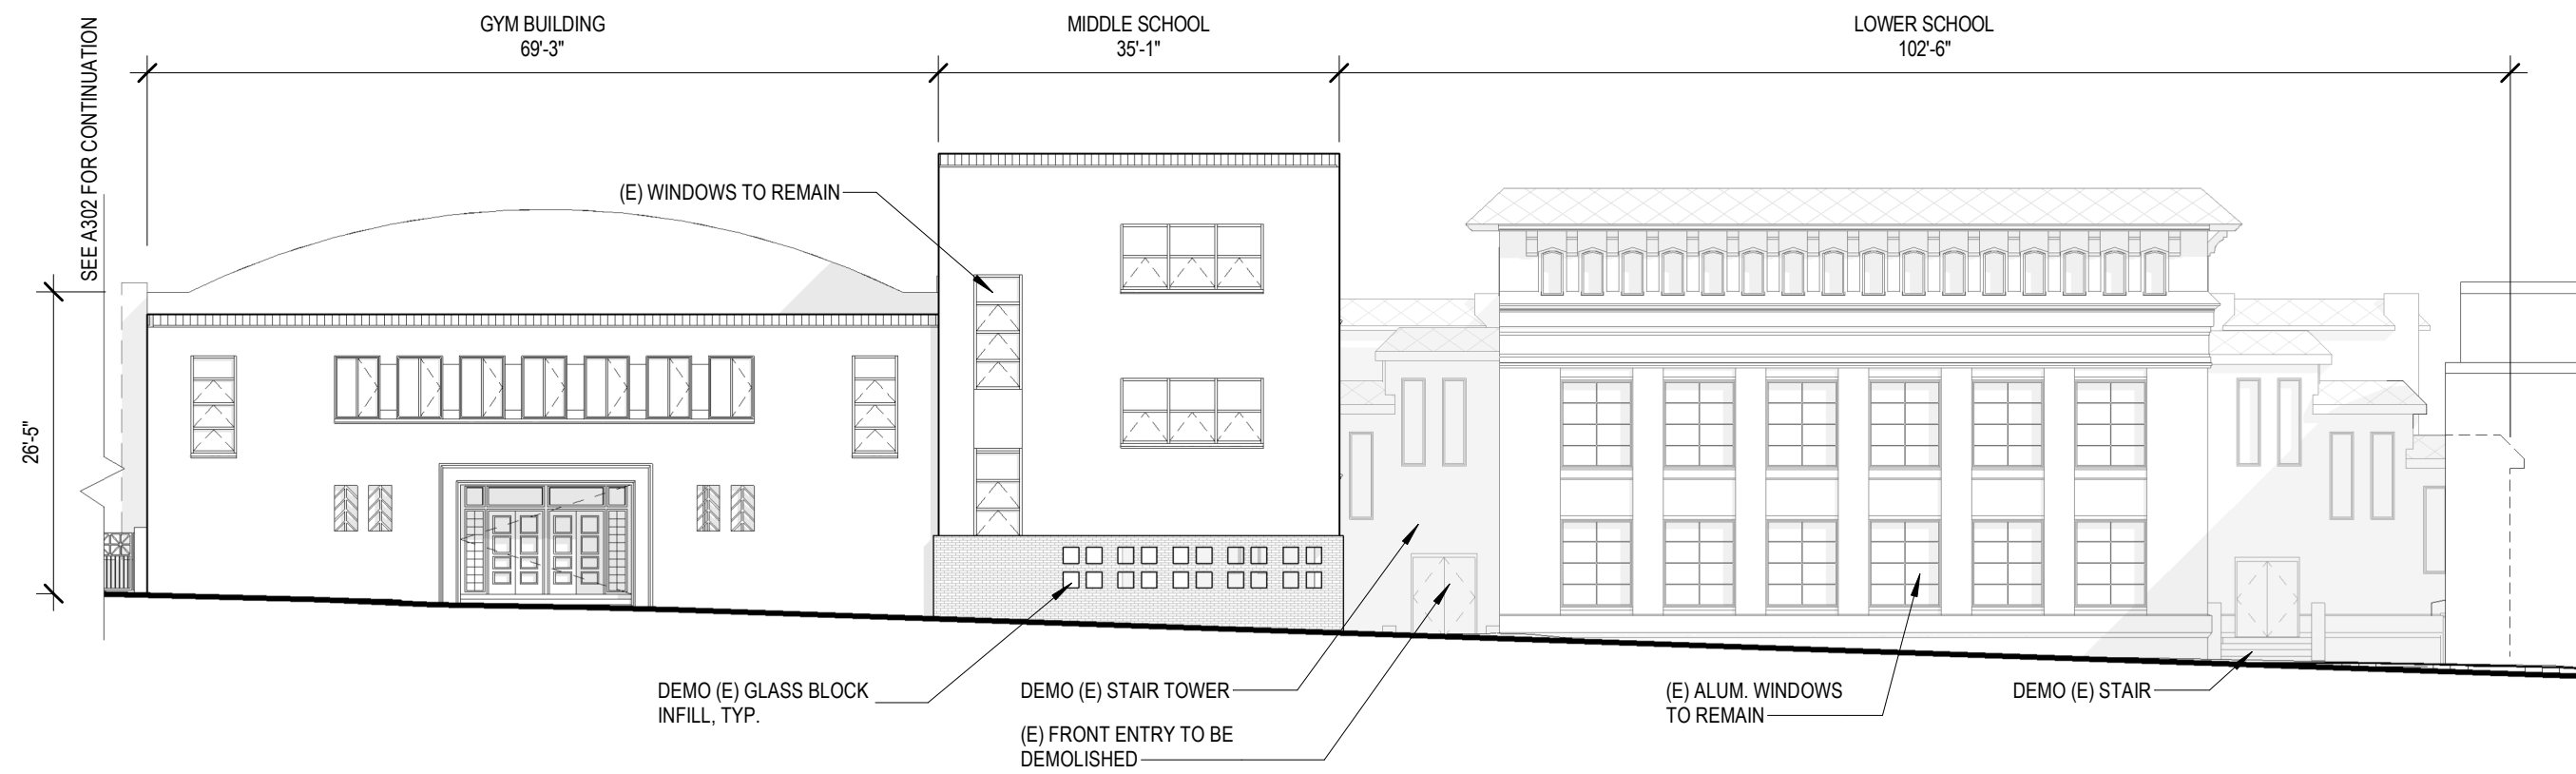 GYM BUILDING
69'-3"
MIDDLE SCHOOL
35'-1"
LOWER SCHOOL
102'-6"
SEE A302 FOR CONTINUATION
(E) WINDOWS TO REMAIN
26'-5"
DEMO (E) GLASS BLOCK
INFILL, TYP.
DEMO (E) STAIR TOWER
(E) FRONT ENTRY TO BE
DEMOLISHED
(E) ALUM. WINDOWS
TO REMAIN
DEMO (E) STAIR